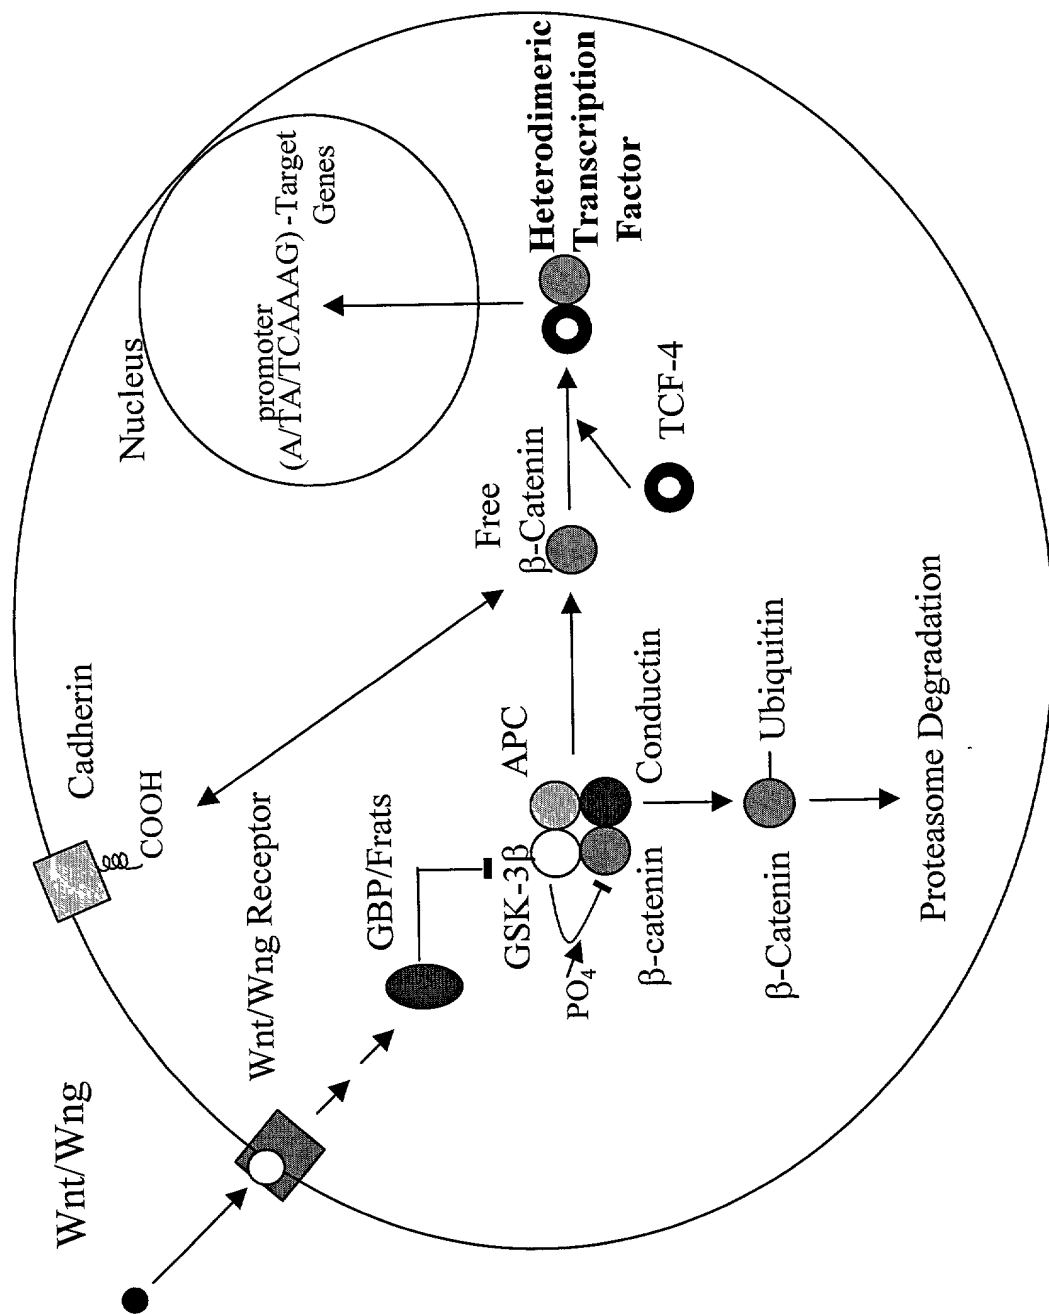 Wnt/Wng
Cadherin
COOH
Wnt/Wng Receptor
Nucleus
promoter
(A/TA/TCAAAG) -Target
Genes
GBP/Frats
Free
β-Catenin
GSK-3β
APC
PO4
β-catenin
Conductin
TCF-4
Heterodimeric
Transcription
Factor
β-Catenin
Ubiquitin
Proteasome Degradation